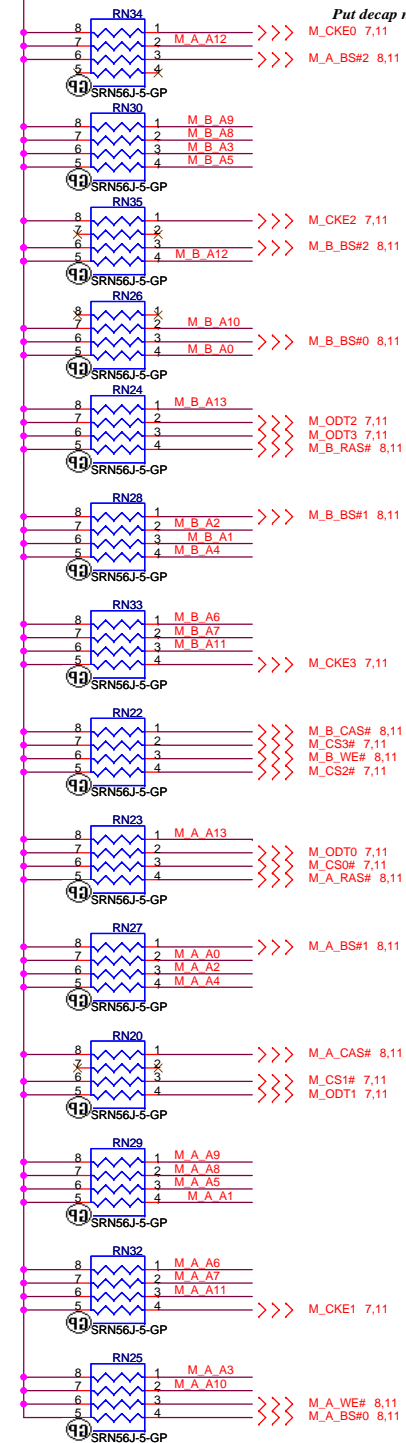 Put decap
RN34
8 1 M_CKE0 7,11
7 2 M_A_A12
6 3 M_A_BS#2 8,11
5 4
GP SRN56J-5-GP
RN30
8 1 M_B_A9
7 2 M_B_A8
6 3 M_B_A3
5 4 M_B_A5
GP SRN56J-5-GP
RN35
8 1 M_CKE2 7,11
7 2
6 3 M_B_BS#2 8,11
5 4 M_B_A12
GP SRN56J-5-GP
RN26
8 1
7 2 M_B_A10
6 3 M_B_BS#0 8,11
5 4 M_B_A0
GP SRN56J-5-GP
RN24
8 1 M_B_A13
7 2 M_ODT2 7,11
6 3 M_ODT3 7,11
5 4 M_B_RAS# 8,11
GP SRN56J-5-GP
RN28
8 1 M_B_BS#1 8,11
7 2 M_B_A2
6 3 M_B_A1
5 4 M_B_A4
GP SRN56J-5-GP
RN33
8 1 M_B_A6
7 2 M_B_A7
6 3 M_B_A11
5 4 M_CKE3 7,11
GP SRN56J-5-GP
RN22
8 1 M_B_CAS# 8,11
7 2 M_CS3# 7,11
6 3 M_B_WE# 8,11
5 4 M_CS2# 7,11
GP SRN56J-5-GP
RN23
8 1 M_A_A13
7 2 M_ODT0 7,11
6 3 M_CS0# 7,11
5 4 M_A_RAS# 8,11
GP SRN56J-5-GP
RN27
8 1 M_A_BS#1 8,11
7 2 M_A_A0
6 3 M_A_A2
5 4 M_A_A4
GP SRN56J-5-GP
RN20
8 1 M_A_CAS# 8,11
7 2
6 3 M_CS1# 7,11
5 4 M_ODT1 7,11
GP SRN56J-5-GP
RN29
8 1 M_A_A9
7 2 M_A_A8
6 3 M_A_A5
5 4 M_A_A1
GP SRN56J-5-GP
RN32
8 1 M_A_A6
7 2 M_A_A7
6 3 M_A_A11
5 4 M_CKE1 7,11
GP SRN56J-5-GP
RN25
8 1 M_A_A3
7 2 M_A_A10
6 3 M_A_WE# 8,11
5 4 M_A_BS#0 8,11
GP SRN56J-5-GP